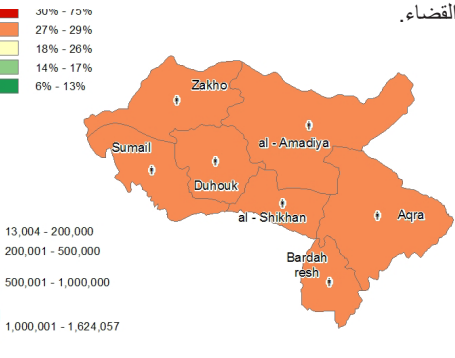 القضاء.
30% - 75%
27% - 29%
18% - 26%
14% - 17%
6% - 13%
Zakho
al - Amadiya
Sumail
Duhouk
al - Shikhan
Aqra
Bardah
resh
13,004 - 200,000
200,001 - 500,000
500,001 - 1,000,000
1,000,001 - 1,624,057